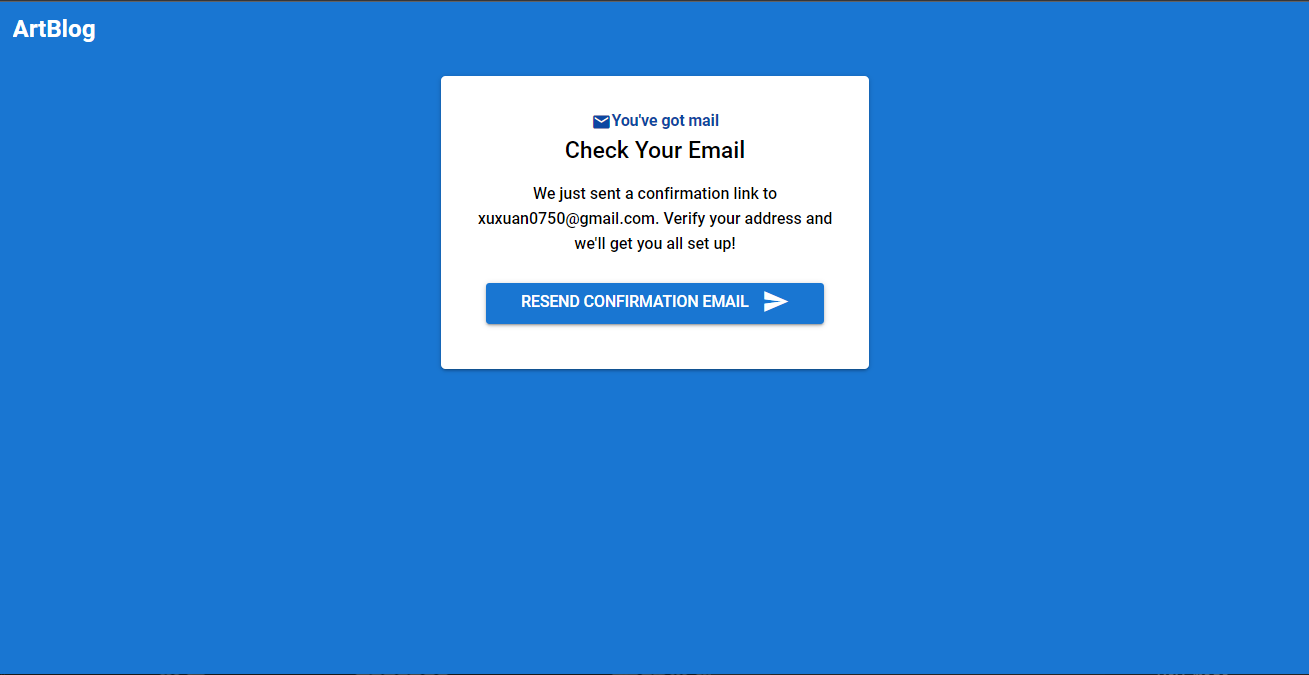 ArtBlog
You've got mail
Check Your Email
We just sent a confirmation link to
xuxuan0750@gmail.com. Verify your address and
we'll get you all set up!
RESEND CONFIRMATION EMAIL